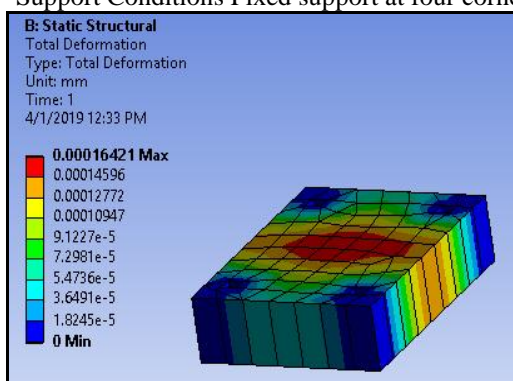 Support Conditions Fixed support at four corne
B: Static Structural
Total Deformation
Type: Total Deformation
Unit: mm
Time: 1
4/1/2019 12:33 PM
0.00016421 Max
0.00014596
0.00012772
0.00010947
9.1227e-5
7.2981e-5
5.4736e-5
3.6491e-5
1.8245e-5
0 Min